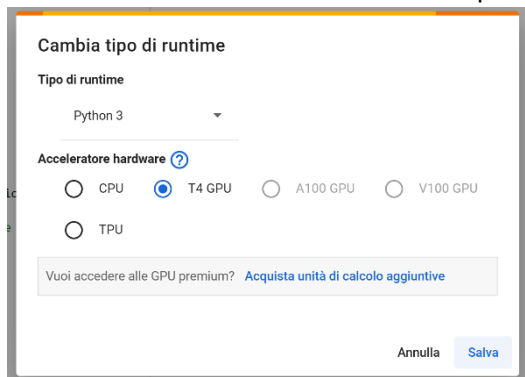 Cambia tipo di runtime
Tipo di runtime
Python 3
Acceleratore hardware ?
CPU T4 GPU A100 GPU V100 GPU
TPU
Vuoi accedere alle GPU premium? Acquista unità di calcolo aggiuntive
Annulla Salva